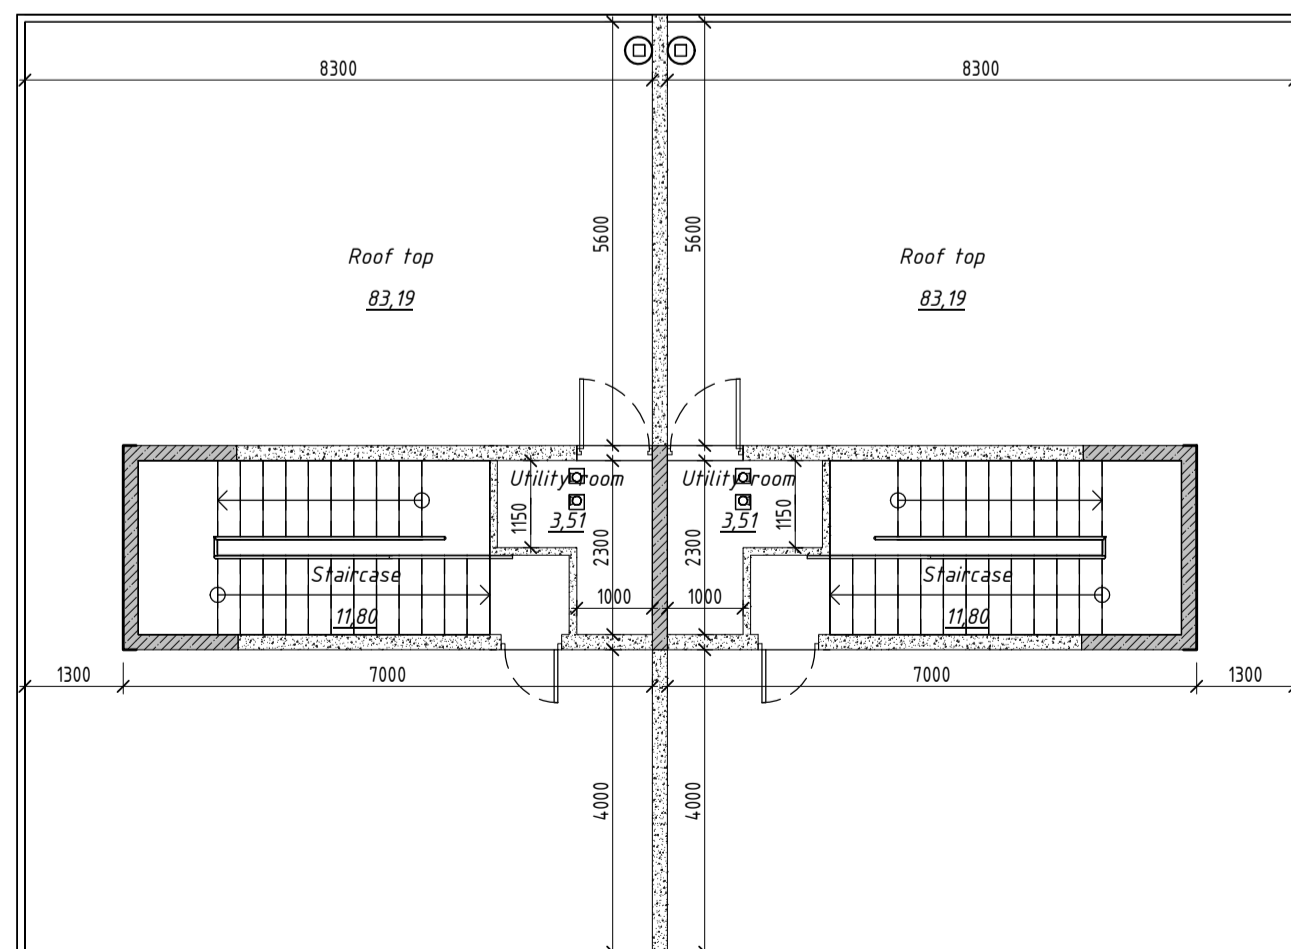 8300 8300
5600 5600
Roof top Roof top
83,19 83,19
Utility room Utility room
3,51 3,51
1150 1150
2300 2300
Staircase Staircase
1000 1000
11,80 11,80
1300 7000 7000 1300
4000 4000